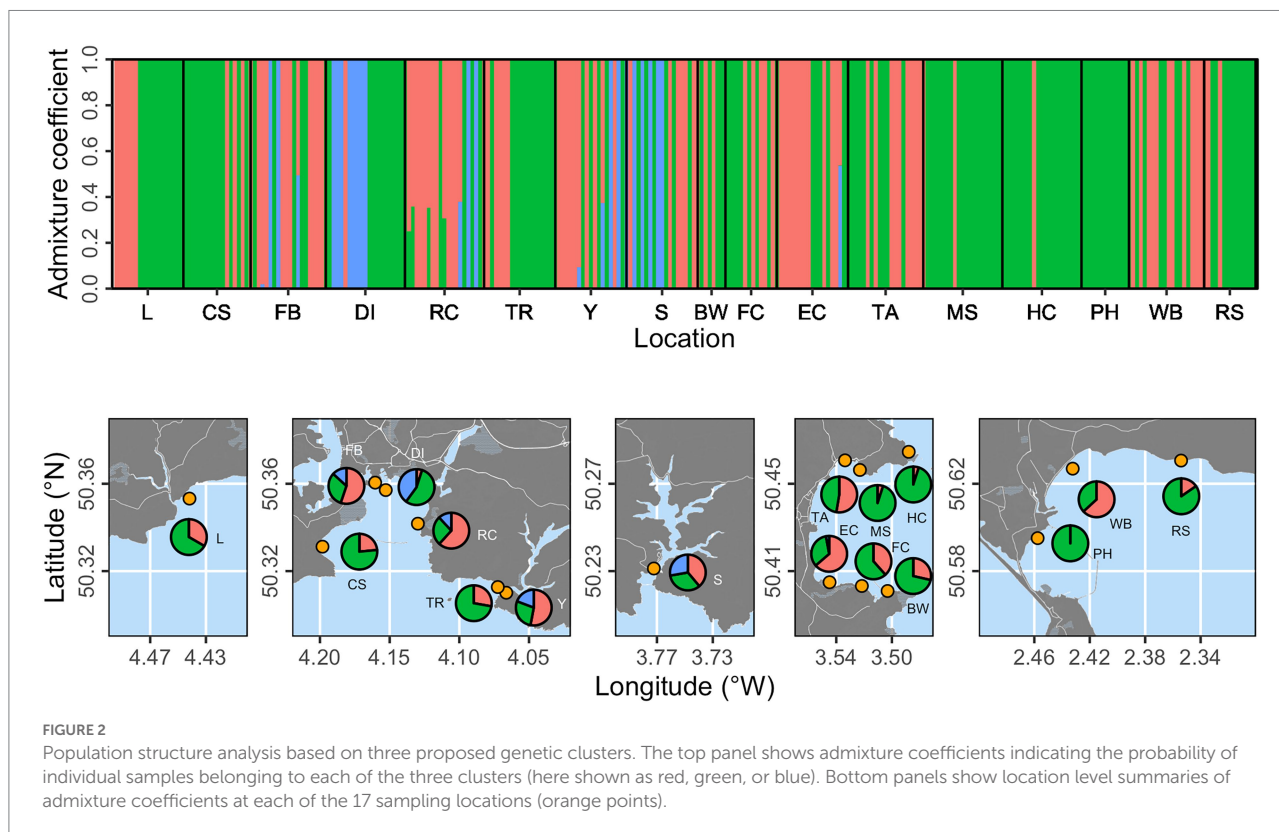 Admixture coefficient
1.0
0.8
0.6
0.4
0.2
0.0
L CS FB DI RC TR Y S BW FC EC TA MS HC PH WB RS
Location
Latitude (°N)
50.36
50.32
L
4.47 4.43
50.36
50.32
FB DI
RC
CS
TR Y
4.20 4.15 4.10 4.05
50.27
50.23
S
3.77 3.73
50.45
50.41
TA MS HC
EC FC
BW
3.54 3.50
50.62
50.58
WB RS
PH
2.46 2.42 2.38 2.34
Longitude (°W)
FIGURE 2
Population structure analysis based on three proposed genetic clusters. The top panel shows admixture coefficients indicating the probability of
individual samples belonging to each of the three clusters (here shown as red, green, or blue). Bottom panels show location level summaries of
admixture coefficients at each of the 17 sampling locations (orange points).